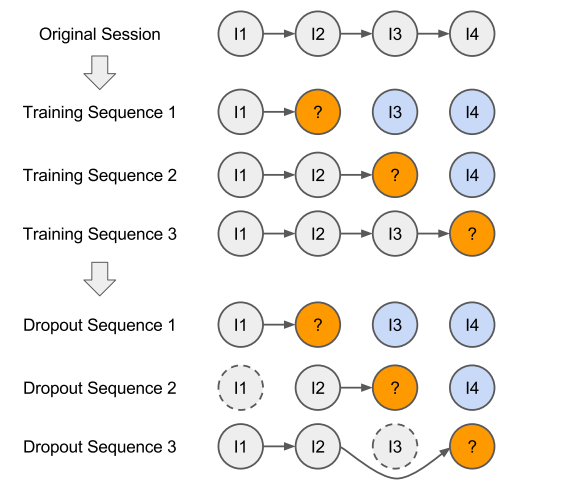 Original Session I1 I2 I3 I4
Training Sequence 1 I1 ? I3 I4
Training Sequence 2 I1 I2 ? I4
Training Sequence 3 I1 I2 I3 ?
Dropout Sequence 1 I1 ? I3 I4
Dropout Sequence 2 I1 I2 ? I4
Dropout Sequence 3 I1 I2 I3 ?